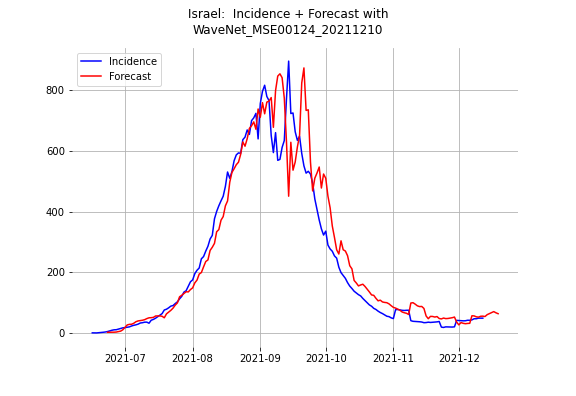 Israel:  Incidence + Forecast with
WaveNet_MSE00124_20211210
Incidence
Forecast
800
600
400
200
0
2021-07 2021-08 2021-09 2021-10 2021-11 2021-12